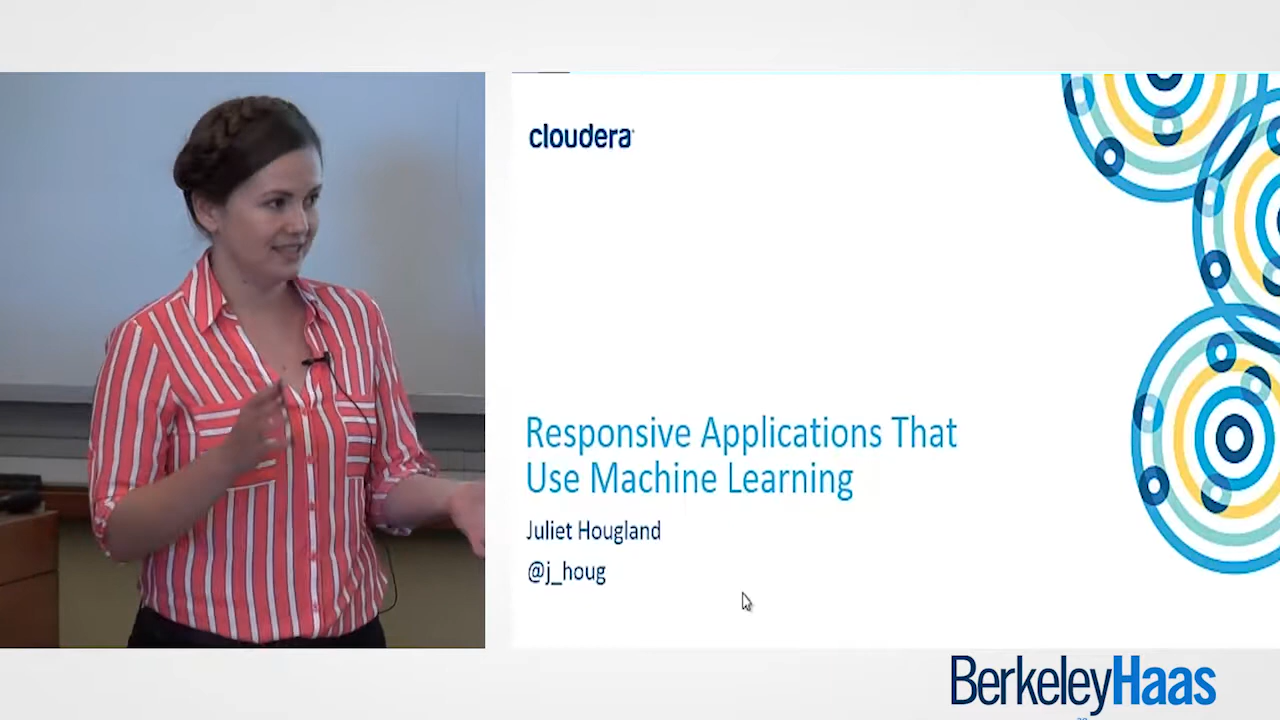 cloudera
Responsive Applications That
Use Machine Learning
Juliet Hougland
@j_houg
BerkeleyHaas